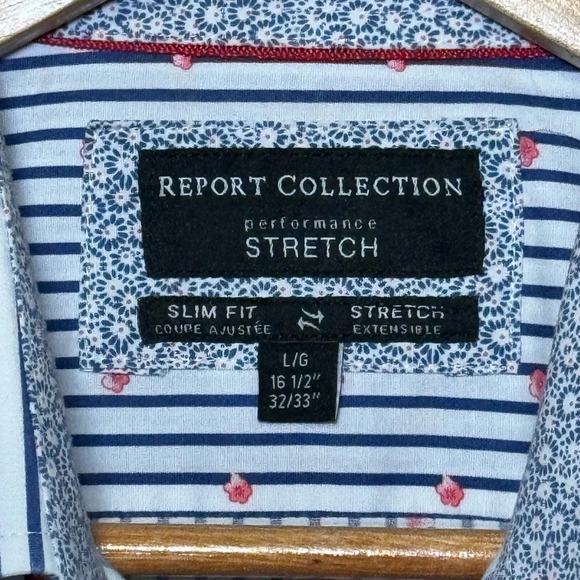 REPORT COLLECTION
performance
STRETCH
SLIM FIT STRETCH
COUPE AJUSTÉE EXTENSIBLE
L/G
16 1/2"
32/33"